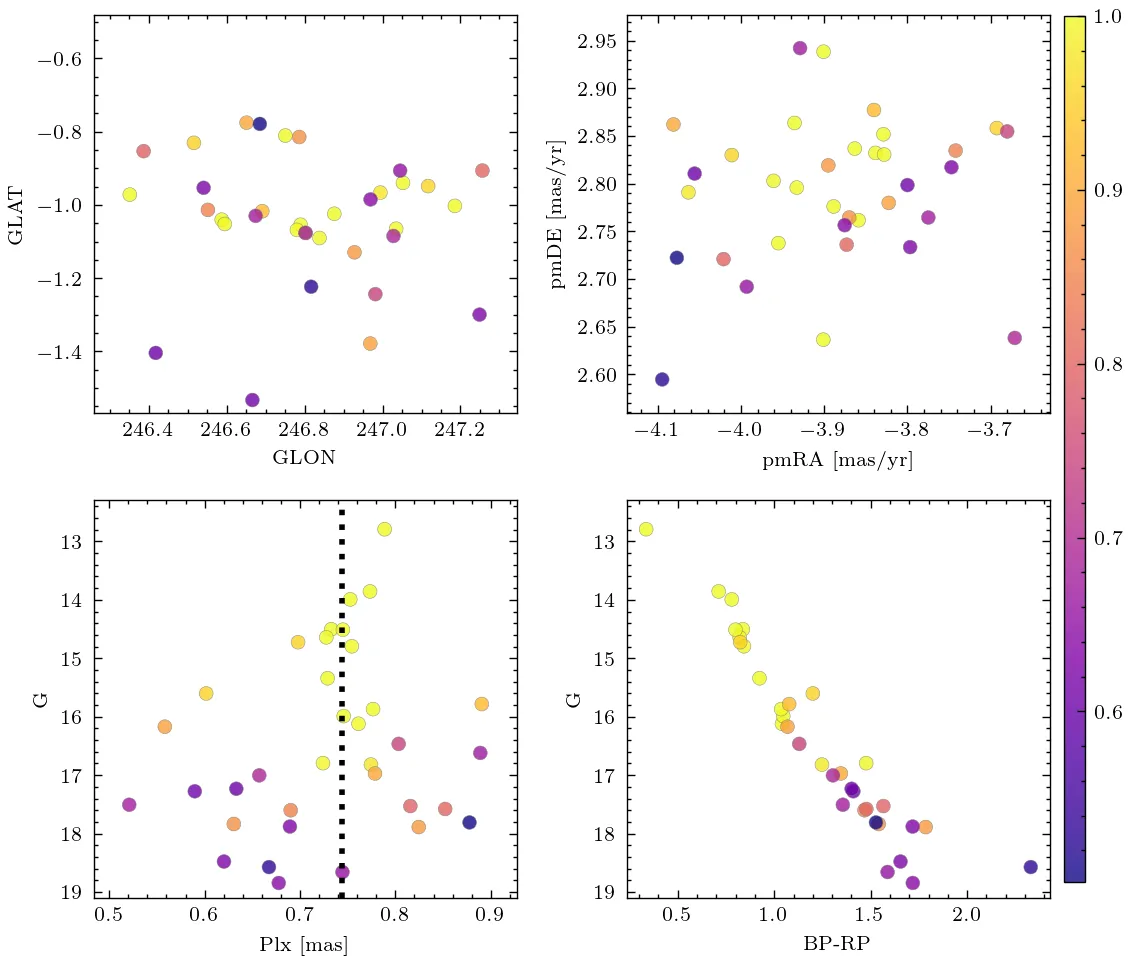 −0.6
−0.8
−1.0
−1.2
−1.4
GLAT
246.4 246.6 246.8 247.0 247.2
GLON
2.95
2.90
2.85
2.80
2.75
2.70
2.65
2.60
pmDE [mas/yr]
−4.1 −4.0 −3.9 −3.8 −3.7
pmRA [mas/yr]
1.0
0.9
0.8
0.7
0.6
13
14
15
16
17
18
19
G
0.5 0.6 0.7 0.8 0.9
Plx [mas]
13
14
15
16
17
18
19
G
0.5 1.0 1.5 2.0
BP-RP